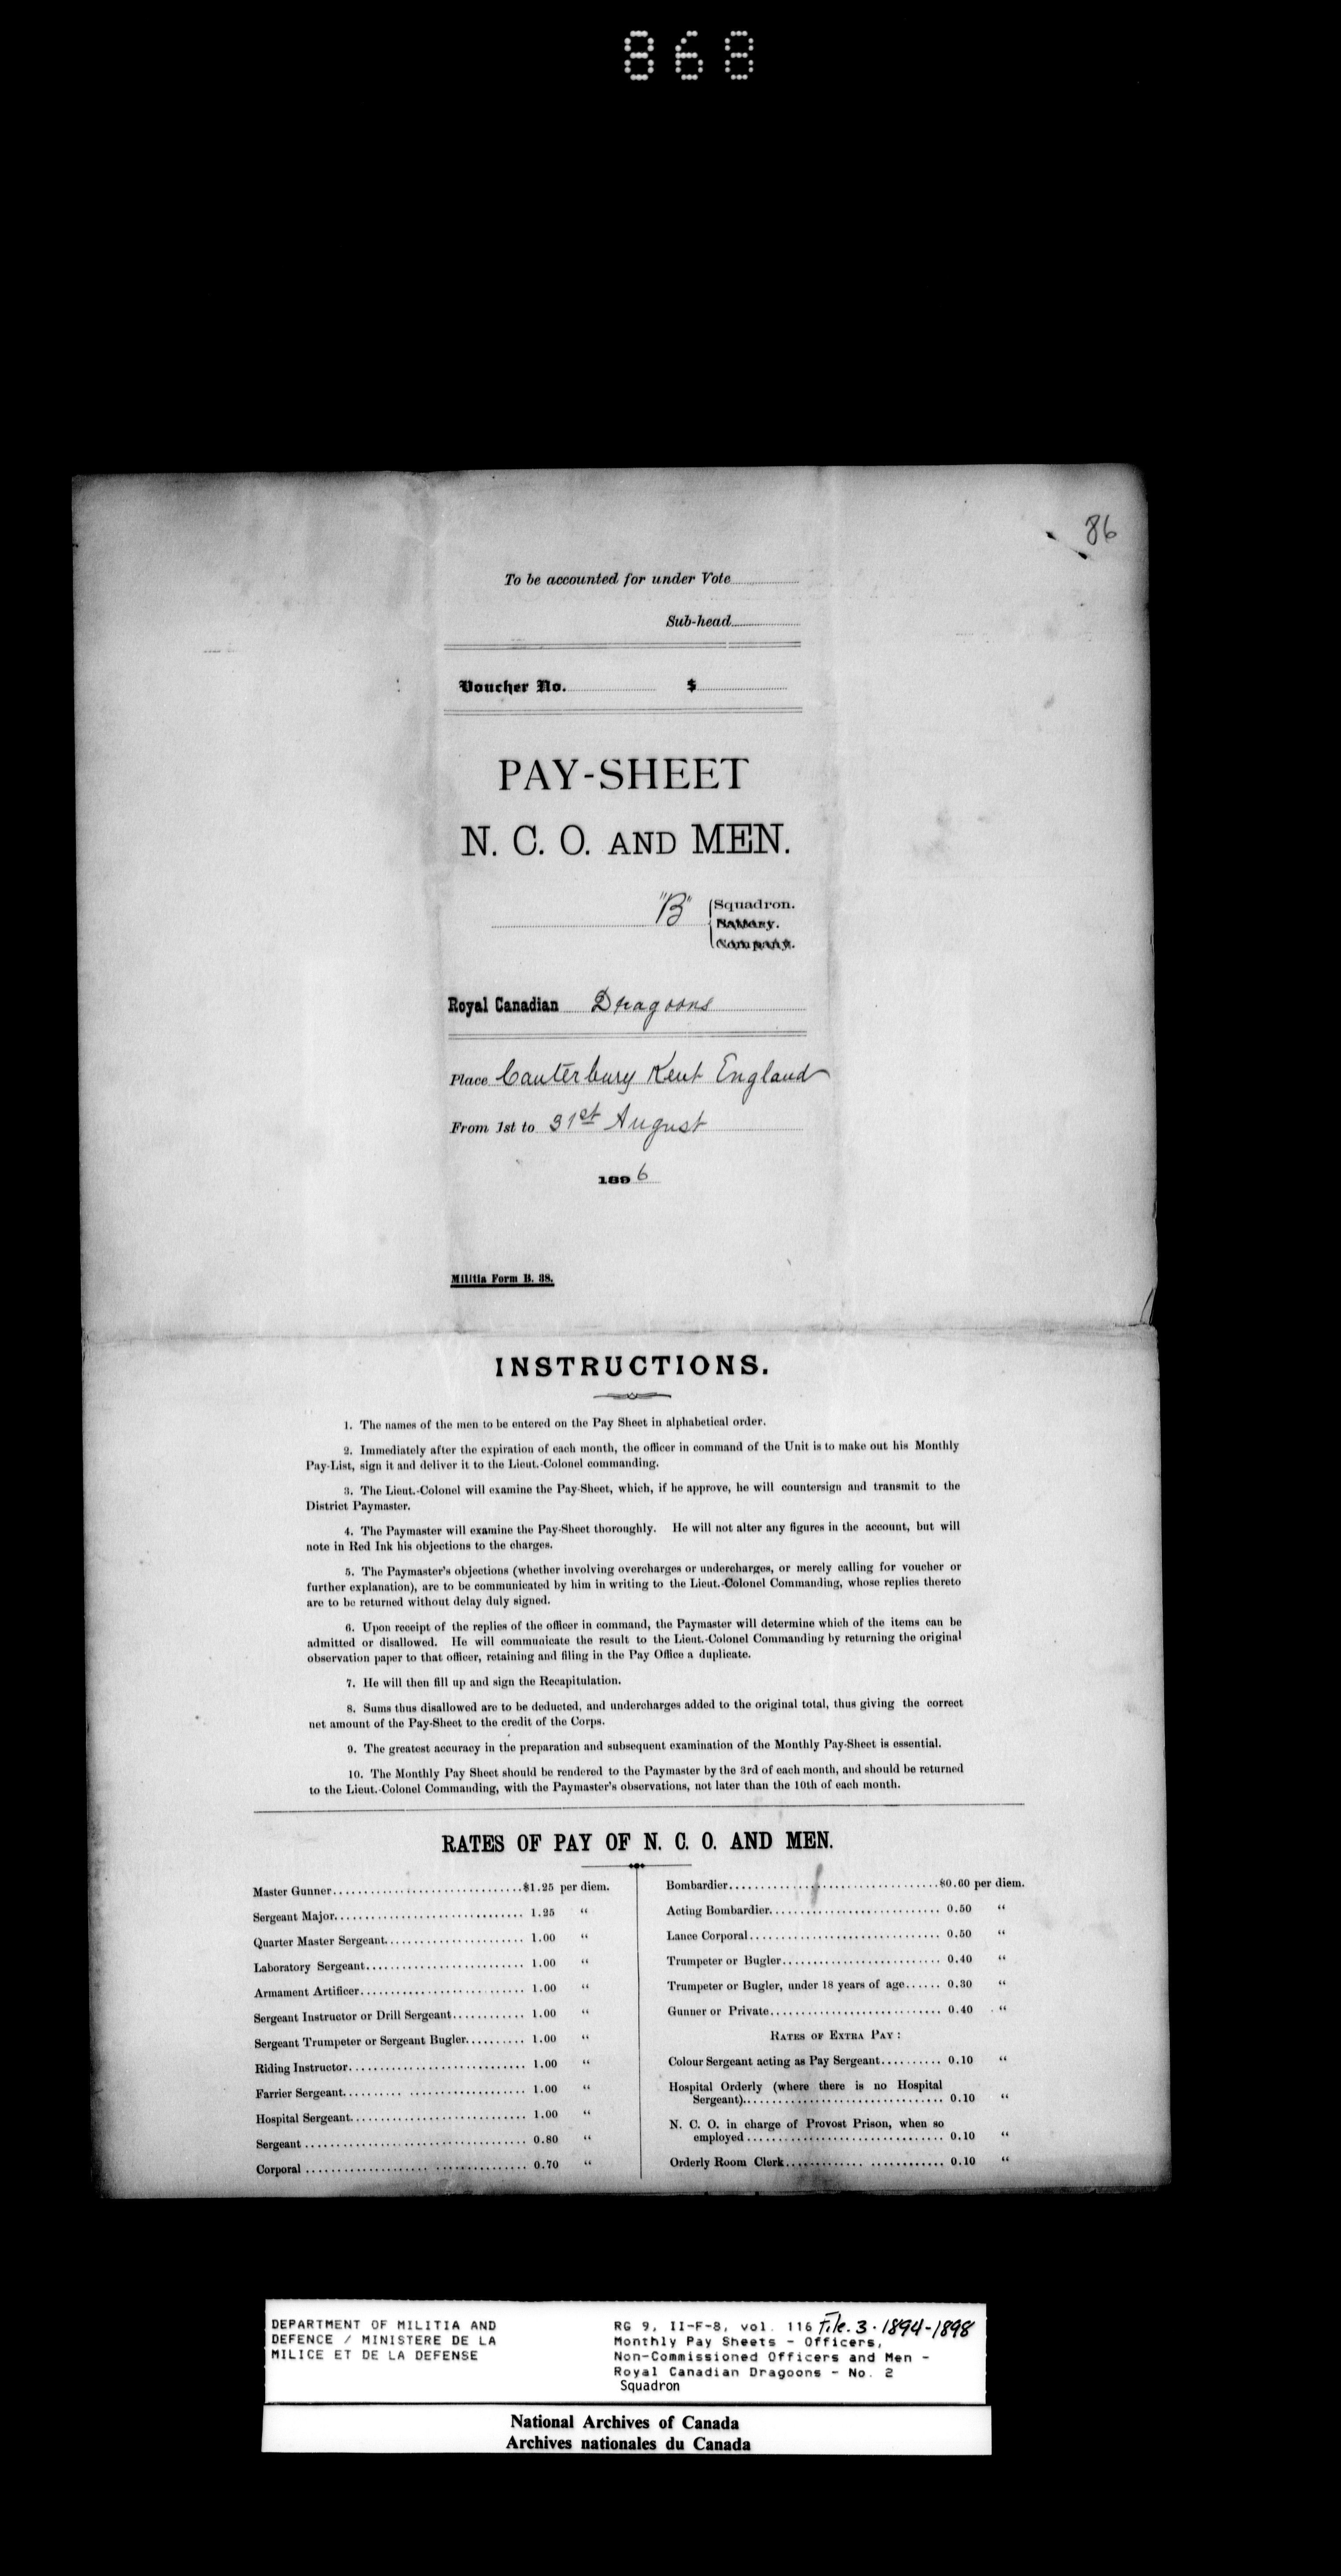 868
86
To be accounted for under Vote
Sub-head
Voucher No. $
PAY-SHEET
N. C. O. AND MEN.
"B" Squadron.
Battery.
Company.
Royal Canadian Dragoons
Place Canterbury Kent England
From 1st to 31st August
1896
Militia Form B. 38.
INSTRUCTIONS.
1. The names of the men to be entered on the Pay Sheet in alphabetical order.
2. Immediately after the expiration of each month, the officer in command of the Unit is to make out his Monthly
Pay-List, sign it and deliver it to the Lieut.-Colonel commanding.
3. The Lieut.-Colonel will examine the Pay-Sheet, which, if he approve, he will countersign and transmit to the
District Paymaster.
4. The Paymaster will examine the Pay-Sheet thoroughly. He will not alter any figures in the account, but will
note in Red Ink his objections to the charges.
5. The Paymaster's objections (whether involving overcharges or undercharges, or merely calling for voucher or
further explanation), are to be communicated by him in writing to the Lieut.-Colonel Commanding, whose replies thereto
are to be returned without delay duly signed.
6. Upon receipt of the replies of the officer in command, the Paymaster will determine which of the items can be
admitted or disallowed. He will communicate the result to the Lieut.-Colonel Commanding by returning the original
observation paper to that officer, retaining and filing in the Pay Office a duplicate.
7. He will then fill up and sign the Recapitulation.
8. Sums thus disallowed are to be deducted, and undercharges added to the original total, thus giving the correct
net amount of the Pay-Sheet to the credit of the Corps.
9. The greatest accuracy in the preparation and subsequent examination of the Monthly Pay-Sheet is essential.
10. The Monthly Pay Sheet should be rendered to the Paymaster by the 3rd of each month, and should be returned
to the Lieut.-Colonel Commanding, with the Paymaster's observations, not later than the 10th of each month.
RATES OF PAY OF N. C. O. AND MEN.
Master Gunner $1.25 per diem.
Sergeant Major 1.25 "
Quarter Master Sergeant 1.00 "
Laboratory Sergeant 1.00 "
Armament Artificer 1.00 "
Sergeant Instructor or Drill Sergeant 1.00 "
Sergeant Trumpeter or Sergeant Bugler 1.00 "
Riding Instructor 1.00 "
Farrier Sergeant 1.00 "
Hospital Sergeant 1.00 "
Sergeant 0.80 "
Corporal 0.70 "
Bombardier $0.60 per diem.
Acting Bombardier 0.50 "
Lance Corporal 0.50 "
Trumpeter or Bugler 0.40 "
Trumpeter or Bugler, under 18 years of age 0.30 "
Gunner or Private 0.40 "
RATES OF EXTRA PAY :
Colour Sergeant acting as Pay Sergeant 0.10 "
Hospital Orderly (where there is no Hospital
Sergeant) 0.10 "
N. C. O. in charge of Provost Prison, when so
employed 0.10 "
Orderly Room Clerk 0.10 "
DEPARTMENT OF MILITIA AND
DEFENCE / MINISTERE DE LA
MILICE ET DE LA DEFENSE
RG 9, II-F-8, vol. 116 File. 3. 1894-1898
Monthly Pay Sheets - Officers,
Non-Commissioned Officers and Men -
Royal Canadian Dragoons - No. 2
Squadron
National Archives of Canada
Archives nationales du Canada